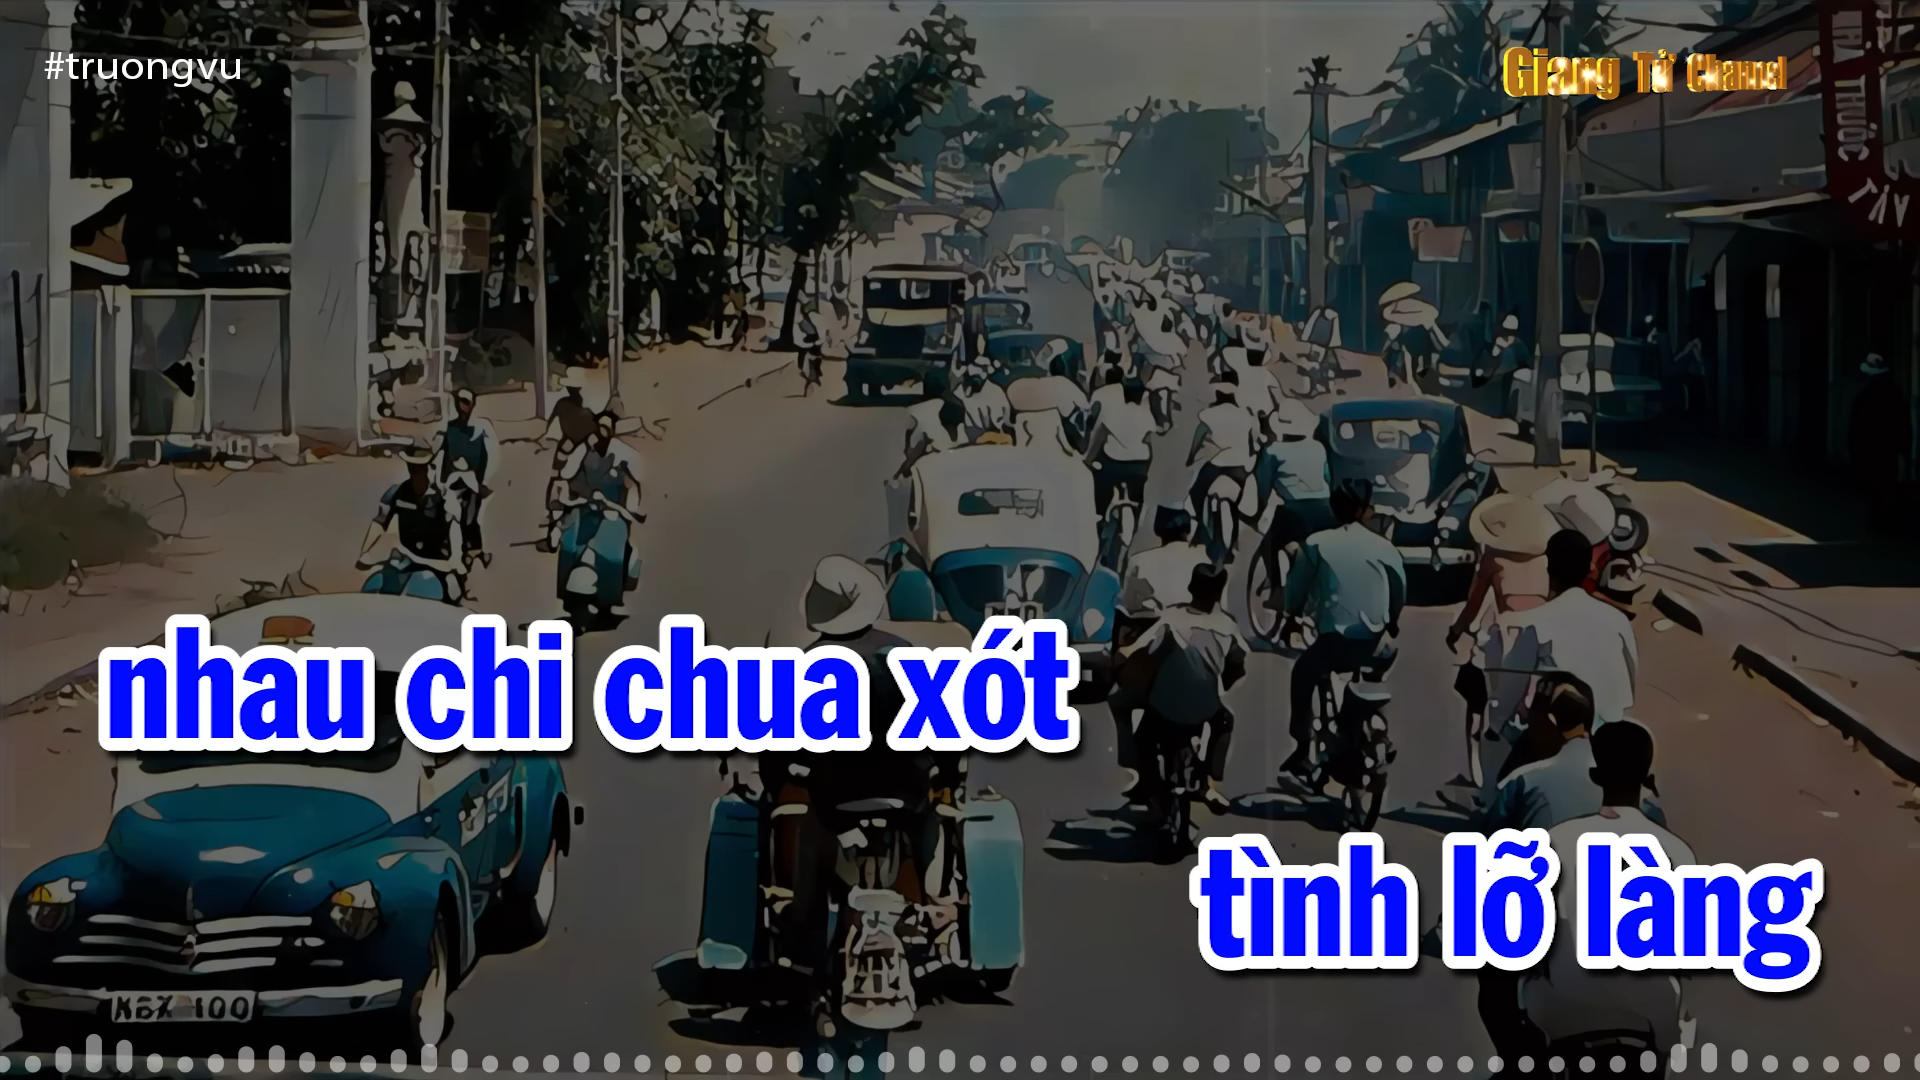 #truongvu
Giang Tử Channel
nhau chi chua xót
tình lỡ làng